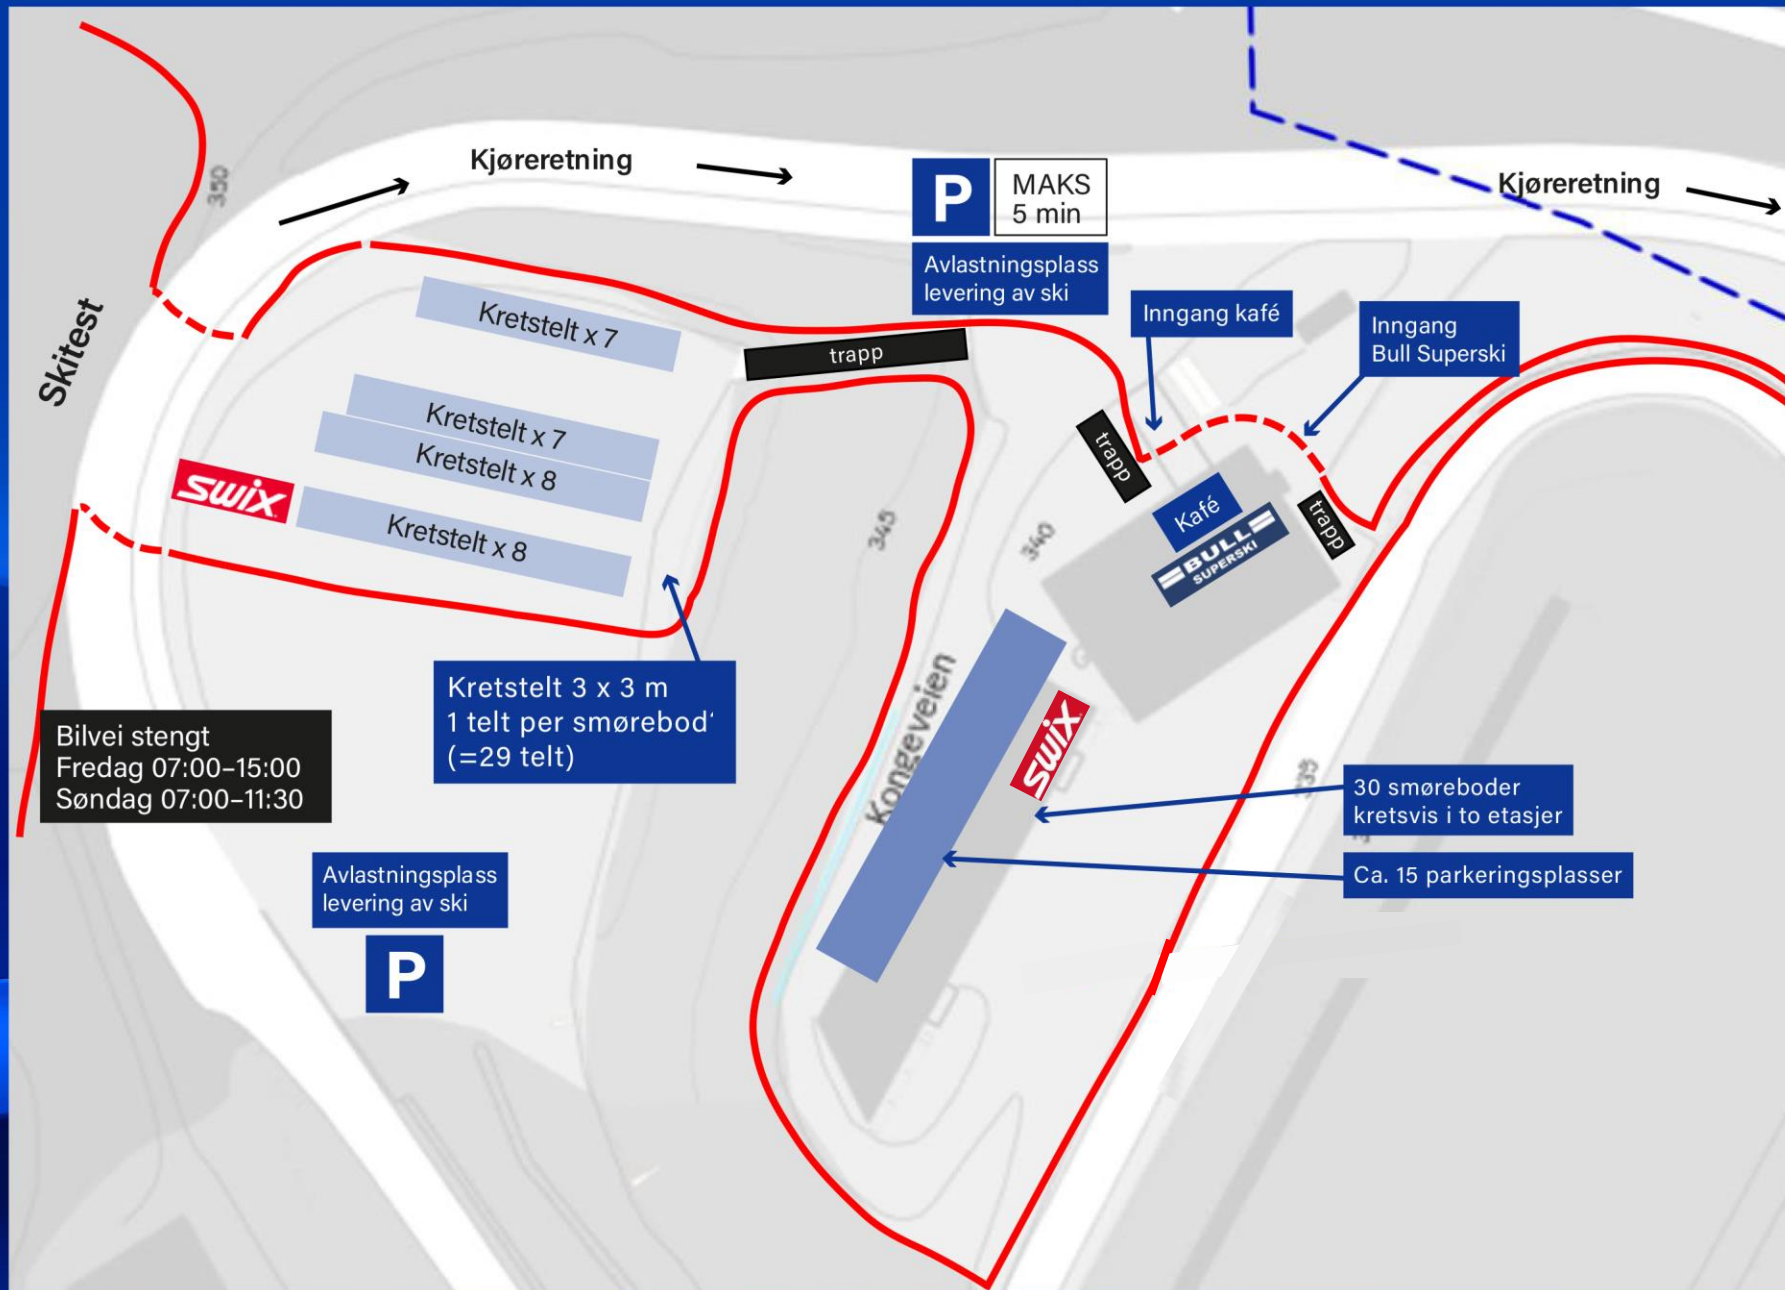 350
Kjøreretning
P
MAKS
5 min
Avlastningsplass
levering av ski
Kjøreretning
Skitest
Kretstelt x 7
trapp
Inngang kafé
Inngang
Bull Superski
Kretstelt x 7
Kretstelt x 8
swix
Kretstelt x 8
trapp
Kafé
BULL
SUPERSKI
trapp
345
340
Kretstelt 3 x 3 m
1 telt per smørebod
(=29 telt)
Kongeveien
swix
Bilvei stengt
Fredag 07:00–15:00
Søndag 07:00–11:30
335
30 smøreboder
kretsvis i to etasjer
Ca. 15 parkeringsplasser
Avlastningsplass
levering av ski
P